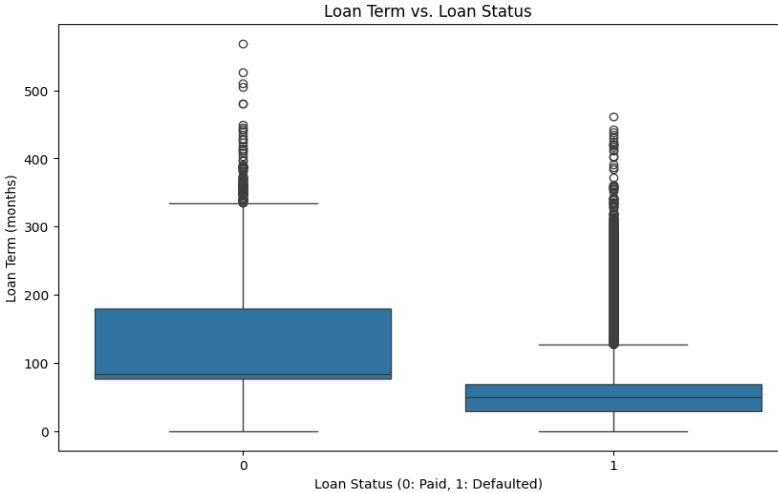 Loan Term vs. Loan Status
Loan Term (months)
500
400
300
200
100
0
0
1
Loan Status (0: Paid, 1: Defaulted)